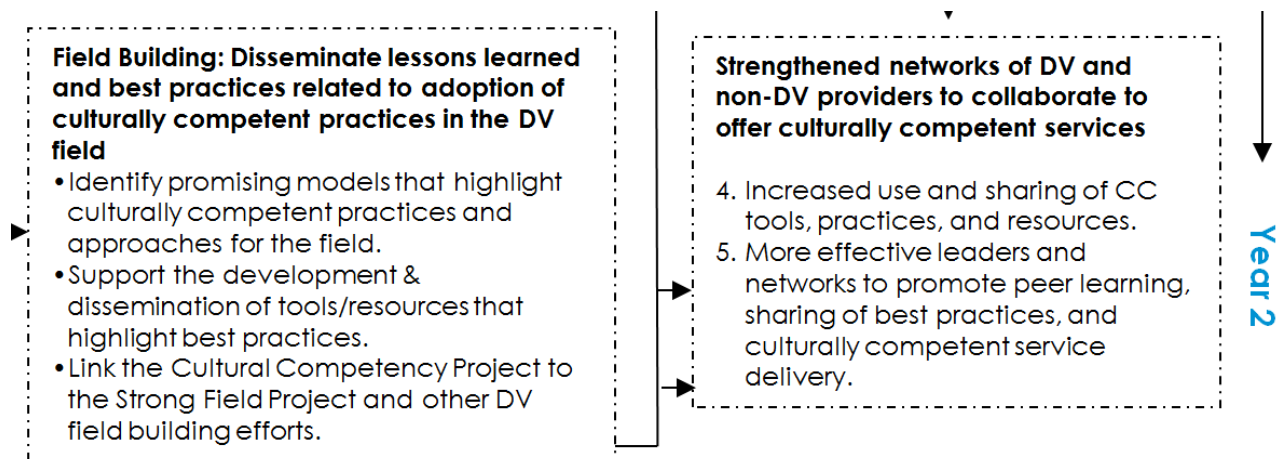 Field Building: Disseminate lessons learned
and best practices related to adoption of
culturally competent practices in the DV
field
•Identify promising models that highlight
culturally competent practices and
approaches for the field.
•Support the development &
dissemination of tools/resources that
highlight best practices.
•Link the Cultural Competency Project to
the Strong Field Project and other DV
field building efforts.
Strengthened networks of DV and
non-DV providers to collaborate to
offer culturally competent services
4. Increased use and sharing of CC
tools, practices, and resources.
5. More effective leaders and
networks to promote peer learning,
sharing of best practices, and
culturally competent service
delivery.
Year 2